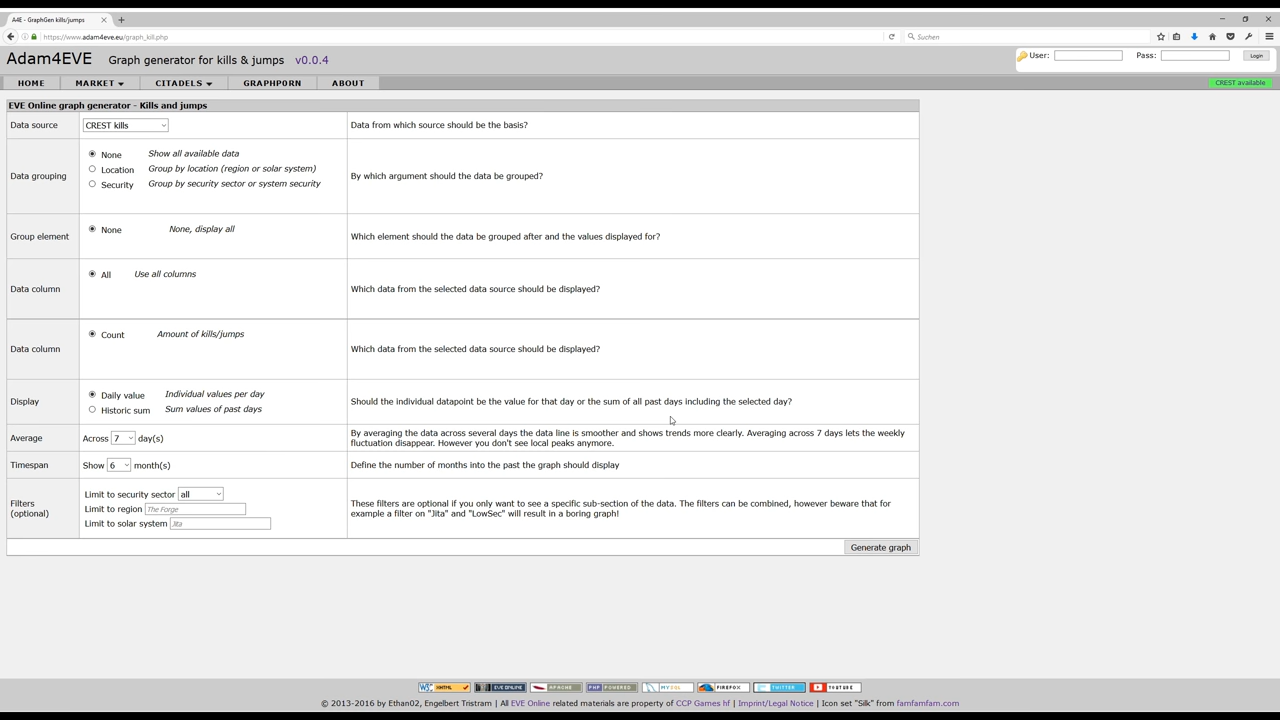 A4E - GraphGen kills/jumps
https://www.adam4eve.eu/graph_kill.php
Suchen
Adam4EVE
Graph generator for kills & jumps v0.0.4
User:
Pass:
Login
HOME
MARKET
CITADELS
GRAPHPORN
ABOUT
CREST available
EVE Online graph generator - Kills and jumps
Data source
CREST kills
Data from which source should be the basis?
Data grouping
None Show all available data
Location Group by location (region or solar system)
Security Group by security sector or system security
By which argument should the data be grouped?
Group element
None None, display all
Which element should the data be grouped after and the values displayed for?
Data column
All Use all columns
Which data from the selected data source should be displayed?
Data column
Count Amount of kills/jumps
Which data from the selected data source should be displayed?
Display
Daily value Individual values per day
Historic sum Sum values of past days
Should the individual datapoint be the value for that day or the sum of all past days including the selected day?
Average
Across 7 day(s)
By averaging the data across several days the data line is smoother and shows trends more clearly. Averaging across 7 days lets the weekly
fluctuation disappear. However you don't see local peaks anymore.
Timespan
Show 6 month(s)
Define the number of months into the past the graph should display
Filters
(optional)
Limit to security sector all
Limit to region The Forge
Limit to solar system Jita
These filters are optional if you only want to see a specific sub-section of the data. The filters can be combined, however beware that for
example a filter on "Jita" and "LowSec" will result in a boring graph!
Generate graph
W3C XHTML
EVE ONLINE
APACHE
PHP POWERED
MYSQL
FIREFOX
TWITTER
YOUTUBE
© 2013-2016 by Ethan02, Engelbert Tristram | All EVE Online related materials are property of CCP Games hf | Imprint/Legal Notice | Icon set "Silk" from famfamfam.com